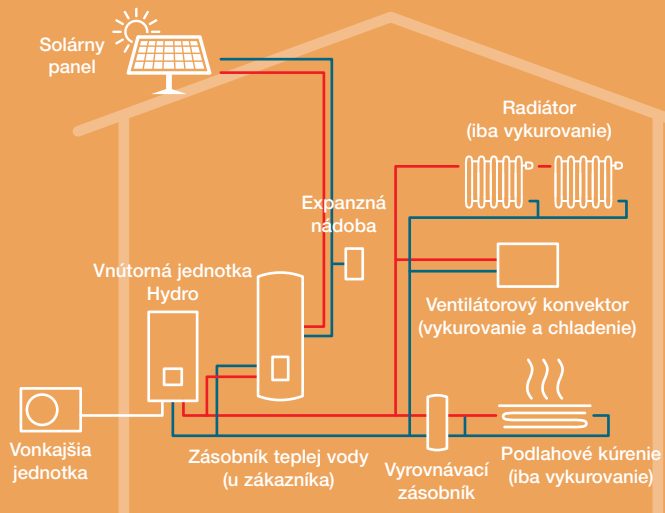 Solárny
panel
Radiátor
(iba vykurovanie)
Expanzná
nádoba
Vnútorná jednotka
Hydro
Ventilátorový konvektor
(vykurovanie a chladenie)
Vonkajšia
jednotka
Zásobník teplej vody
(u zákazníka)
Vyrovnávací
zásobník
Podlahové kúrenie
(iba vykurovanie)